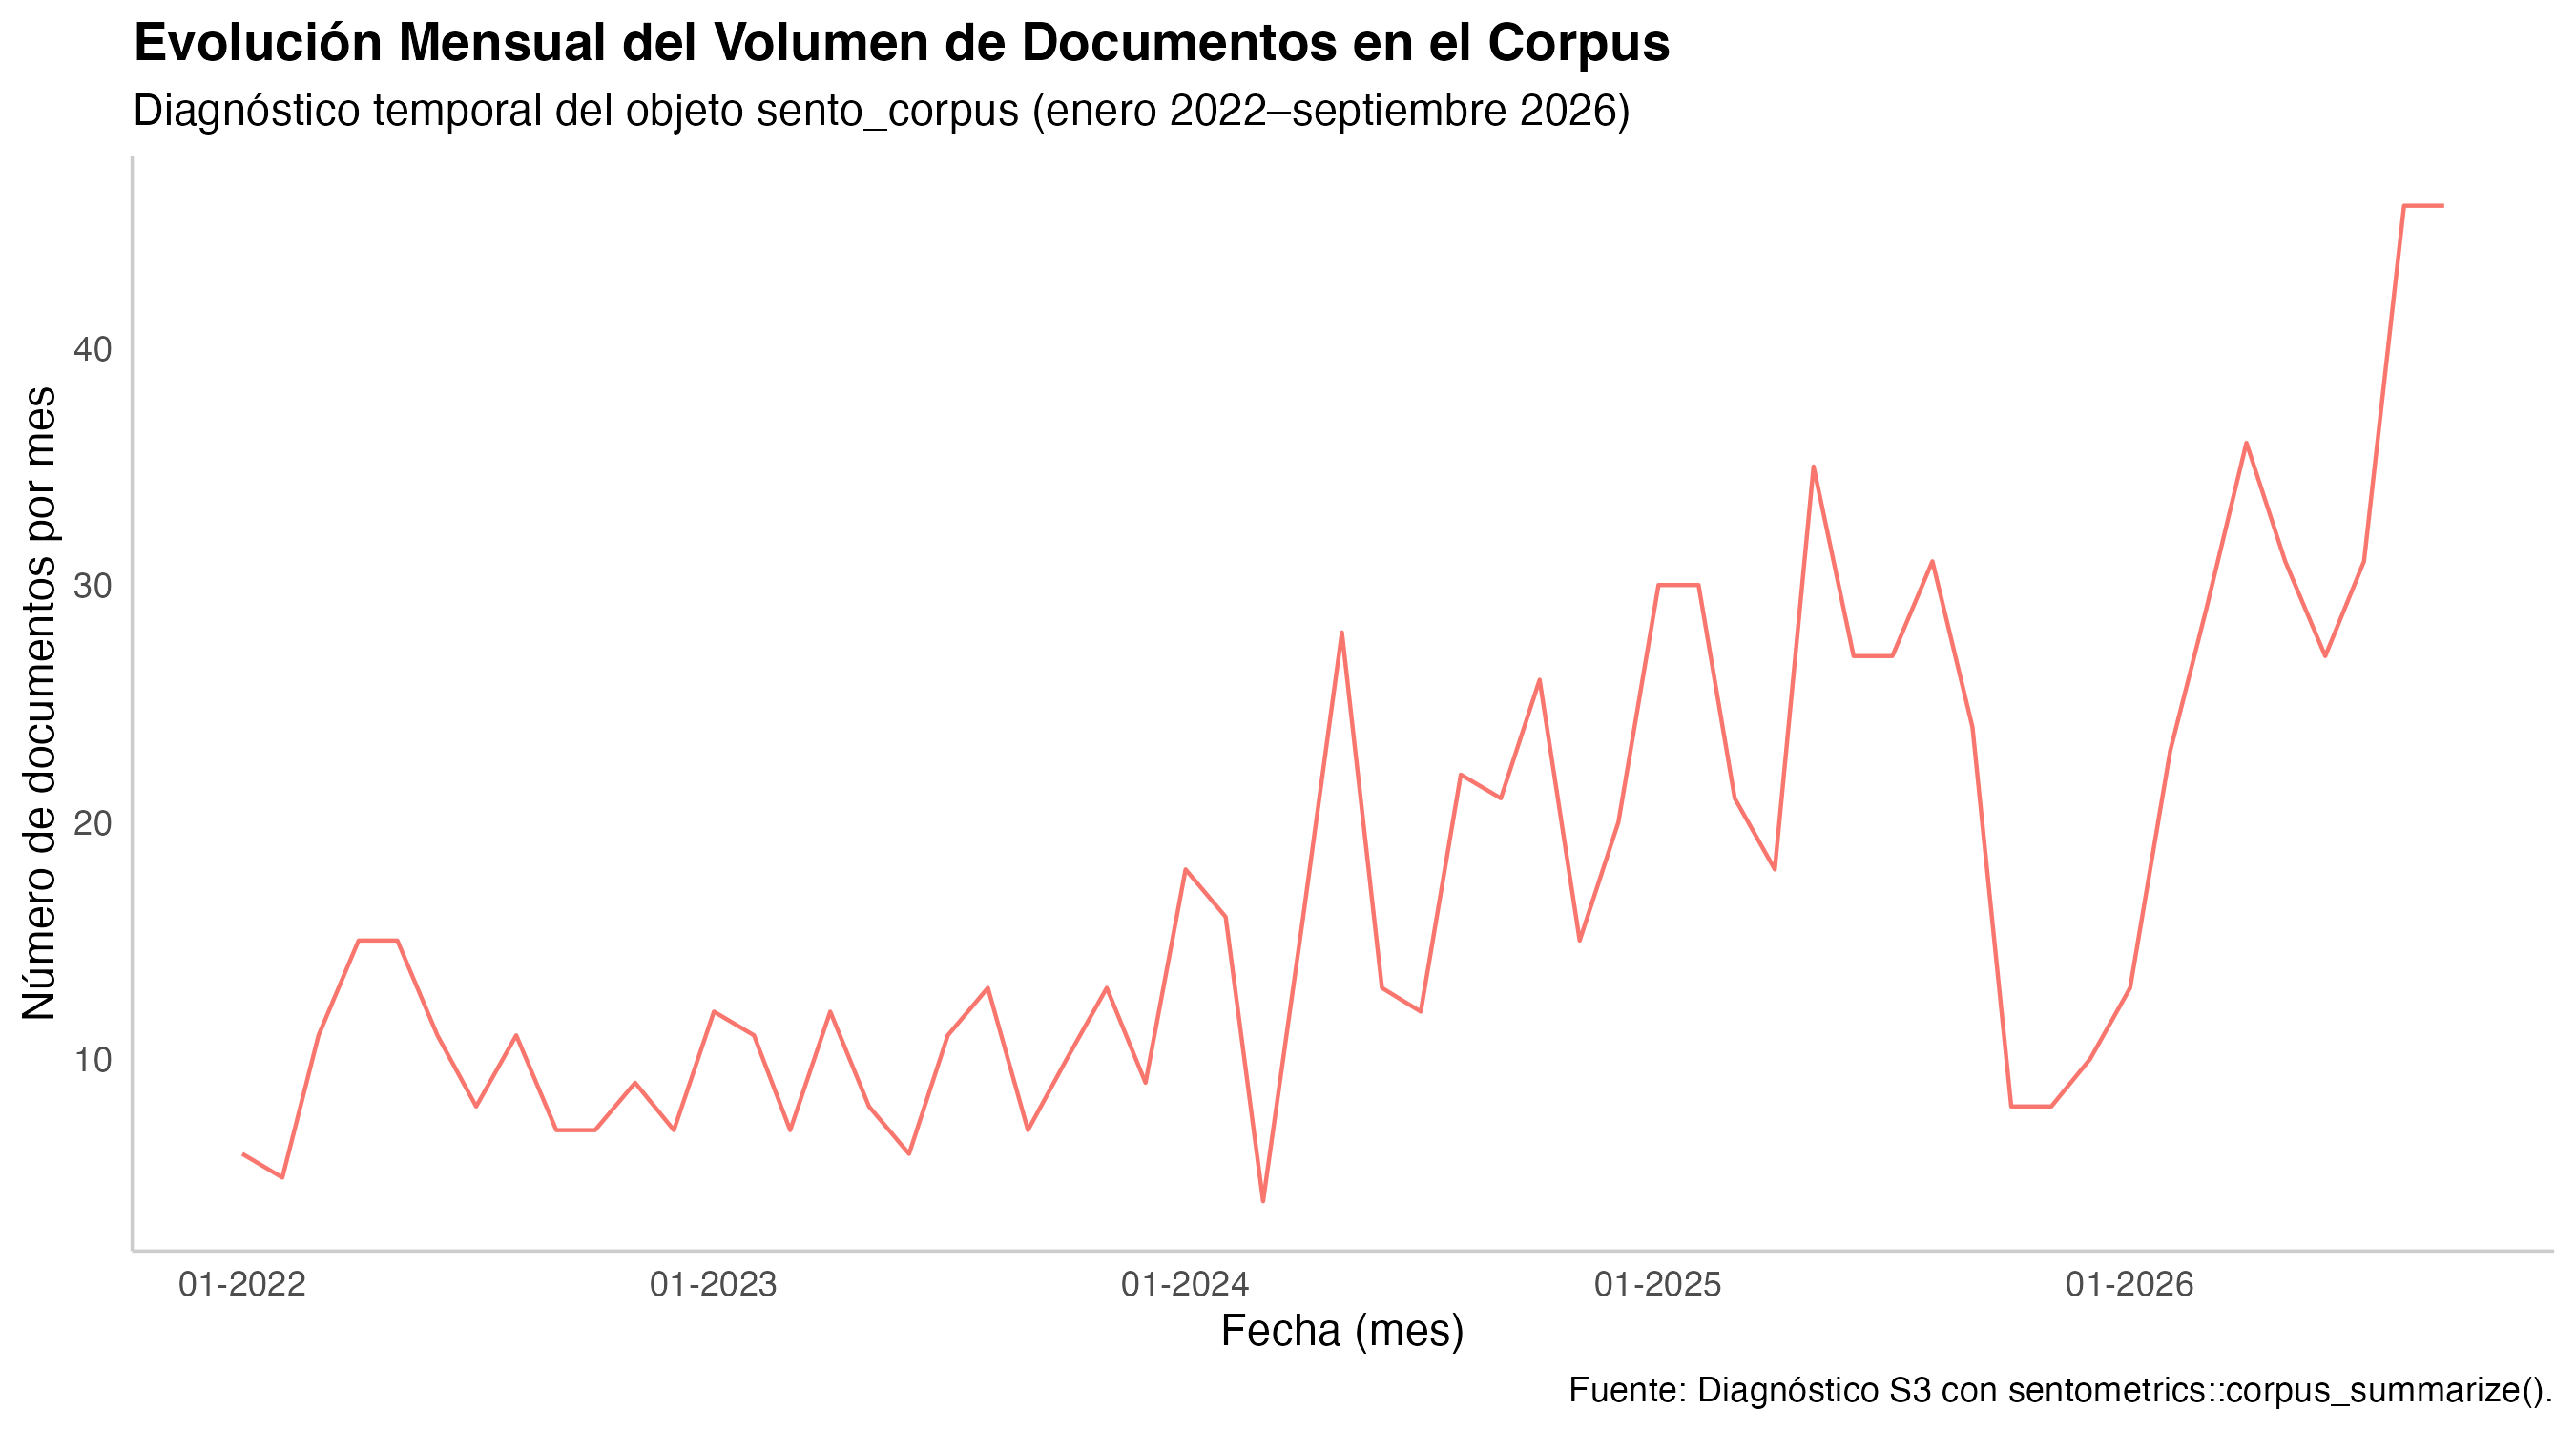 Evolución Mensual del Volumen de Documentos en el Corpus
Diagnóstico temporal del objeto sento_corpus (enero 2022–septiembre 2026)
Número de documentos por mes
40
30
20
10
01-2022
01-2023
01-2024
01-2025
01-2026
Fecha (mes)
Fuente: Diagnóstico S3 con sentometrics::corpus_summarize().